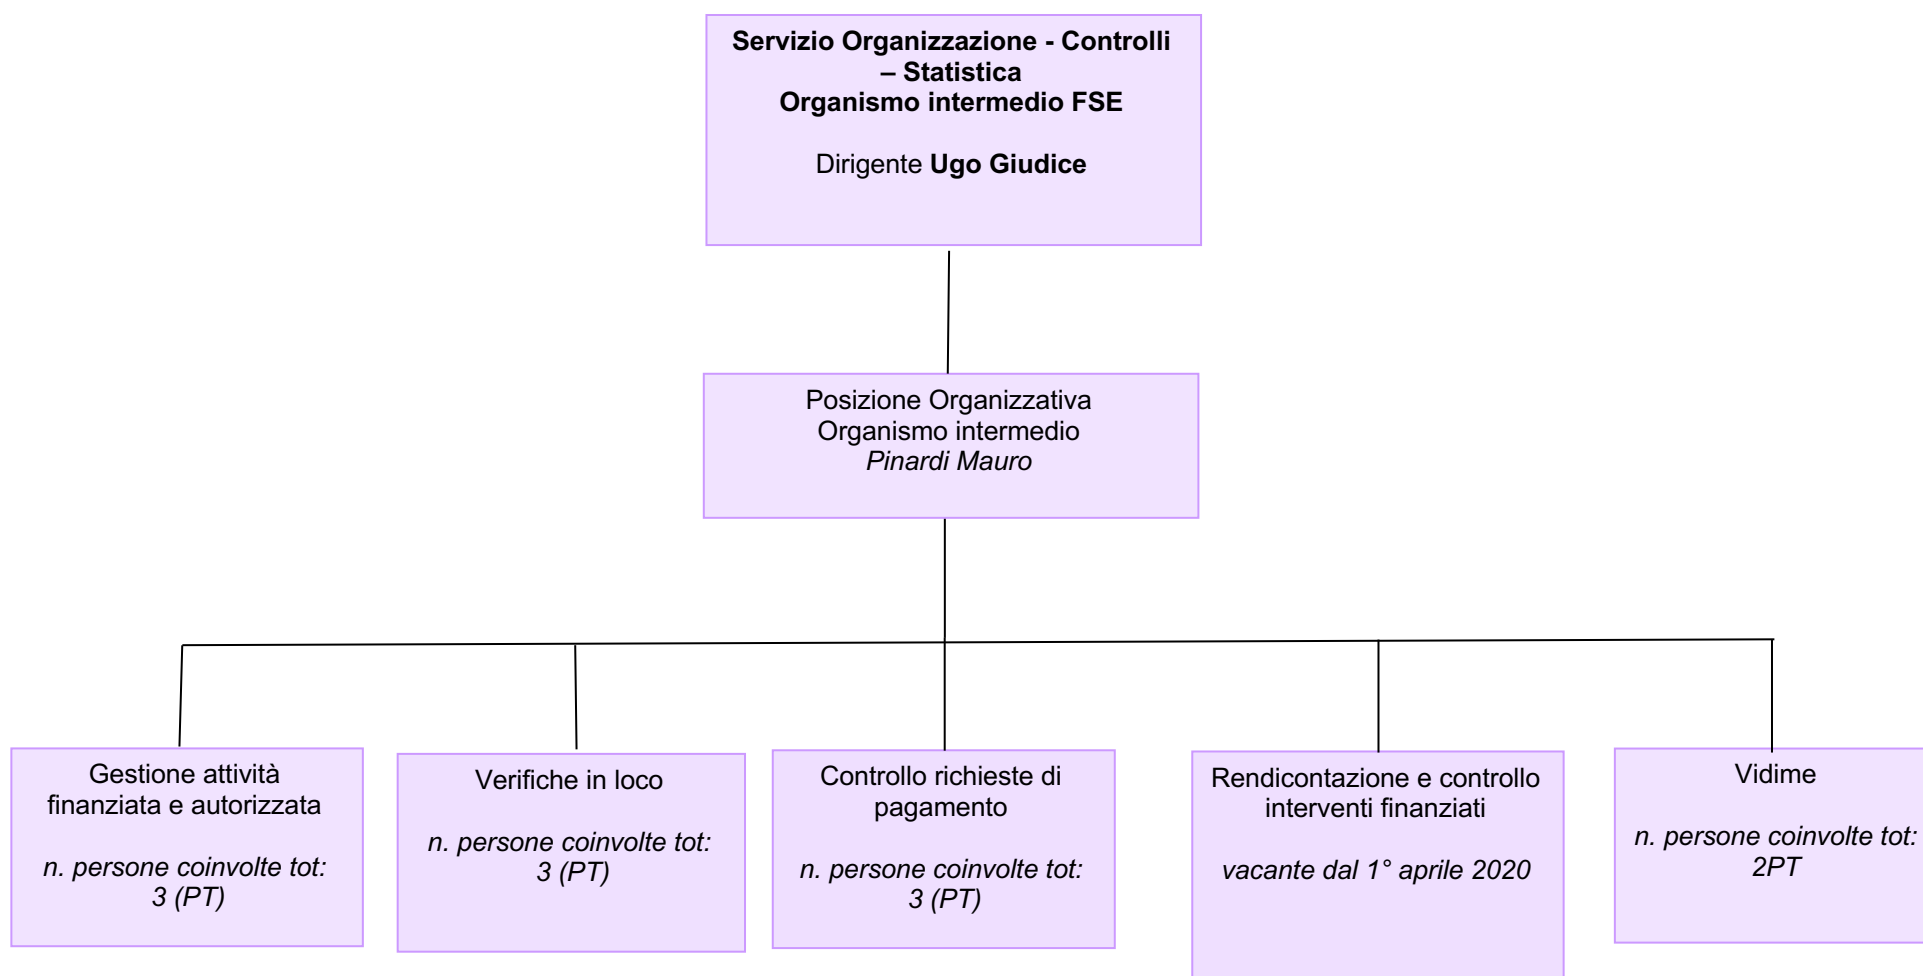 Servizio Organizzazione - Controlli
– Statistica
Organismo intermedio FSE
Dirigente Ugo Giudice
Posizione Organizzativa
Organismo intermedio
Pinardi Mauro
Gestione attività
finanziata e autorizzata
n. persone coinvolte tot:
3 (PT)
Verifiche in loco
n. persone coinvolte tot:
3 (PT)
Controllo richieste di
pagamento
n. persone coinvolte tot:
3 (PT)
Rendicontazione e controllo
interventi finanziati
vacante dal 1° aprile 2020
Vidime
n. persone coinvolte tot:
2PT